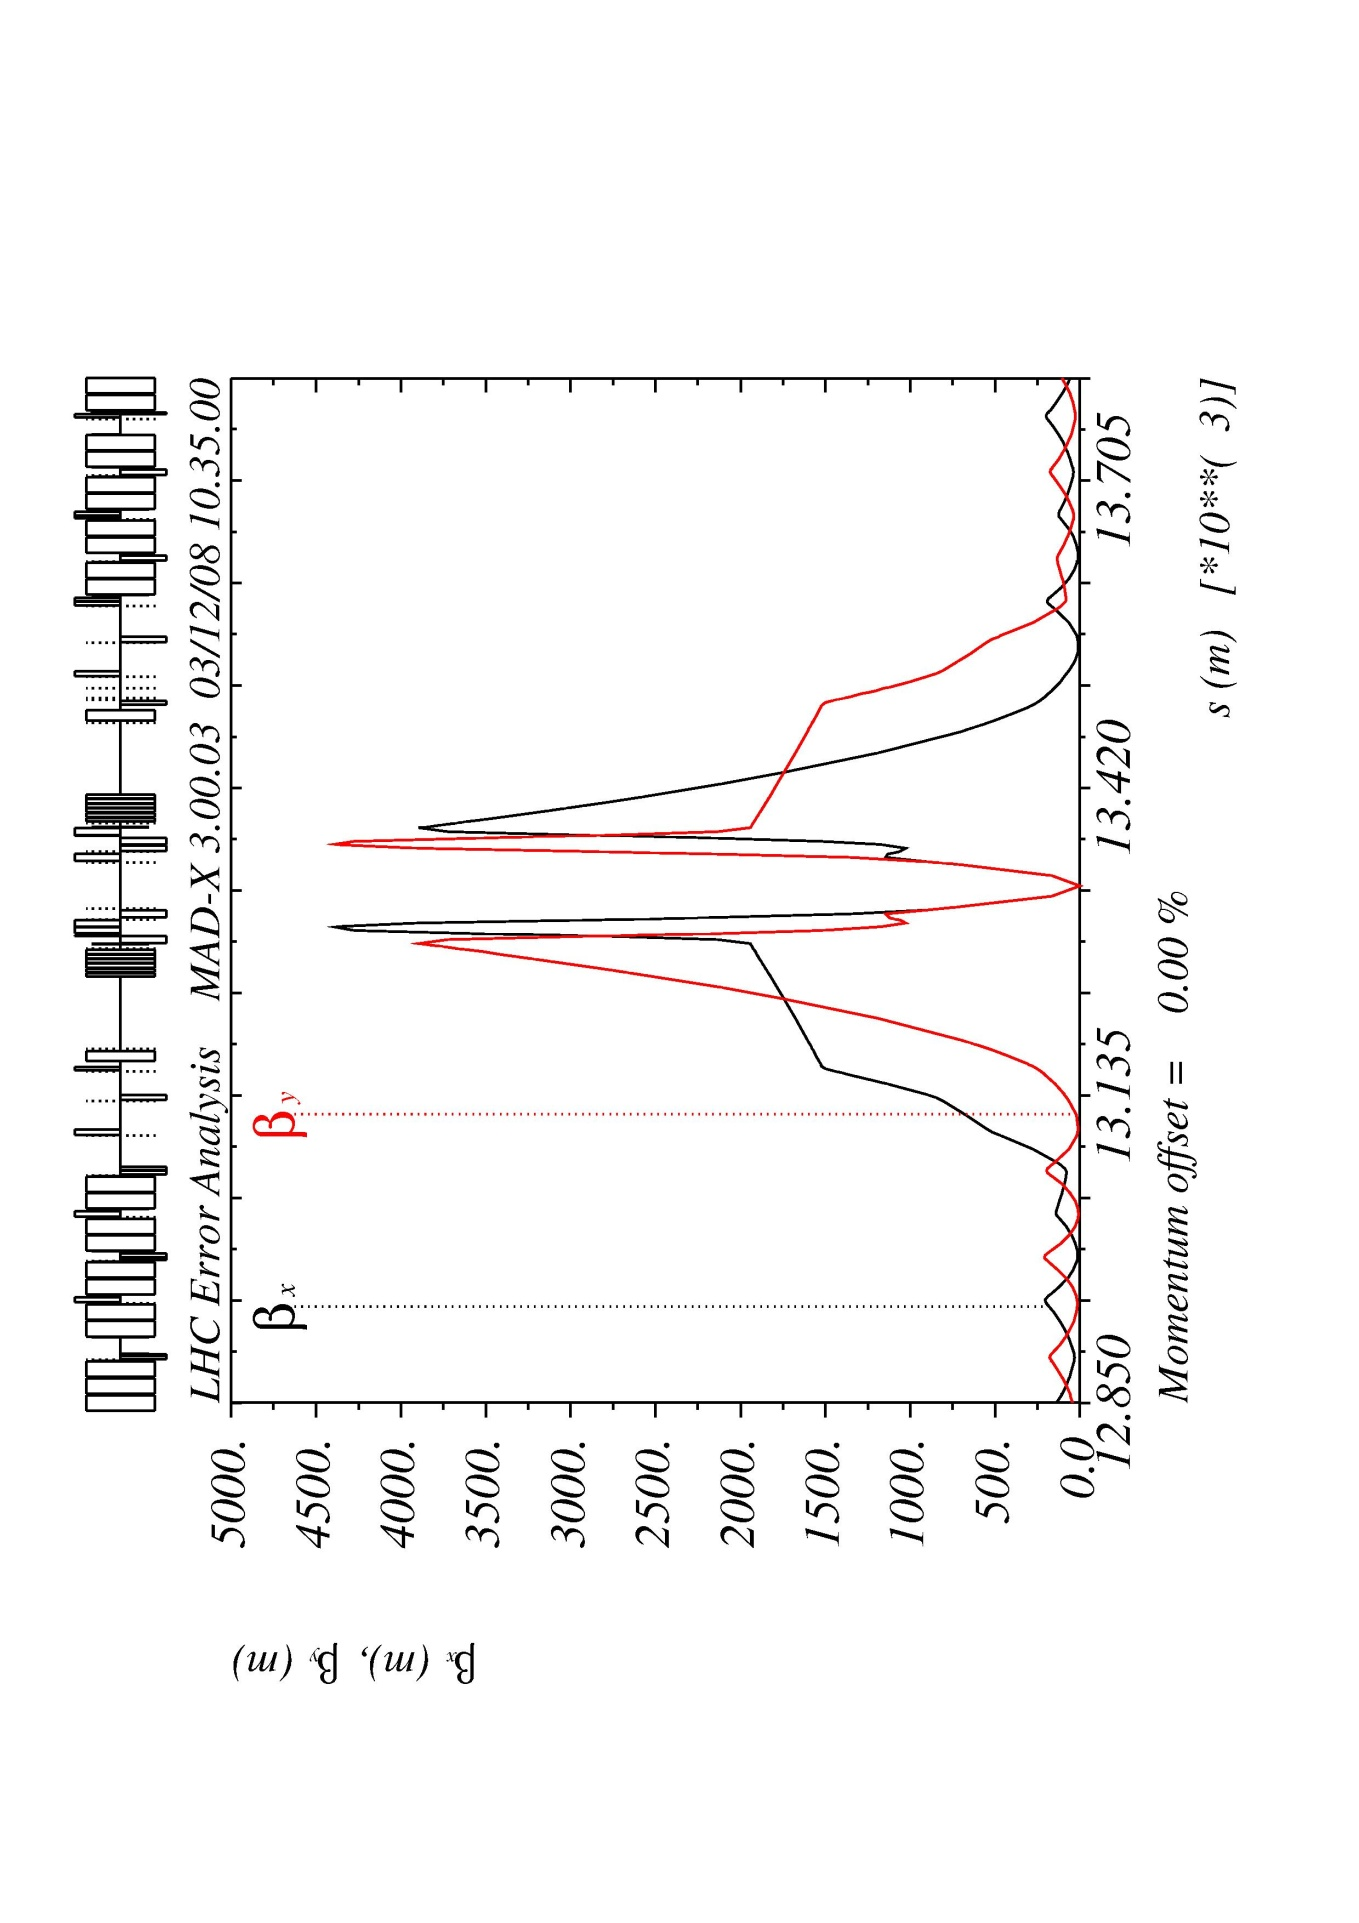 LHC Error Analysis MAD-X 3.00.03 03/12/08 10.35.00
βx
βy
5000.
4500.
4000.
3500.
3000.
2500.
2000.
1500.
1000.
500.
0.0
βx (m), βy (m)
12.850 13.135 13.420 13.705
Momentum offset = 0.00 %
s (m) [*10**( 3)]